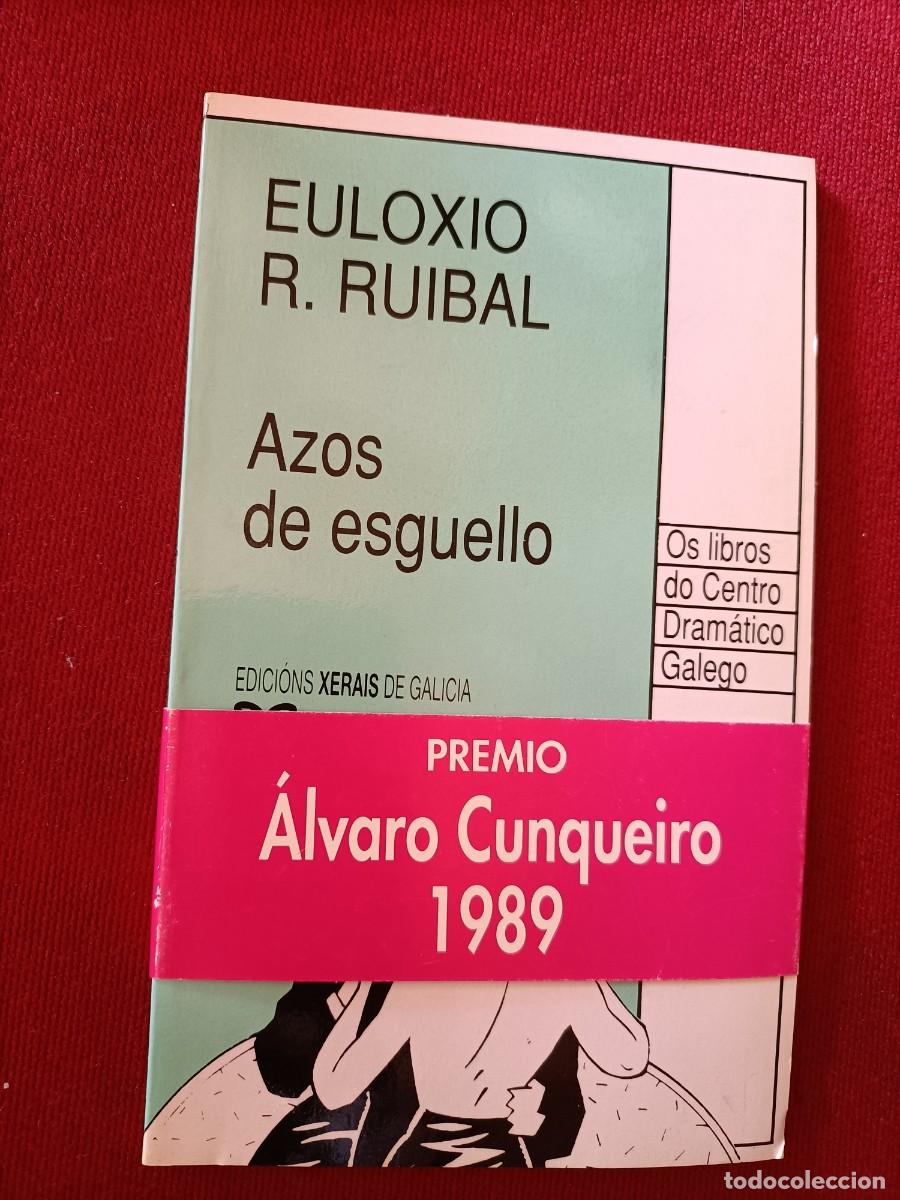 EULOXIO
R. RUIBAL
Azos
de esguello
Os libros
do Centro
Dramático
Galego
EDICIÓNS XERAIS DE GALICIA
PREMIO
Álvaro Cunqueiro
1989
todocoleccion